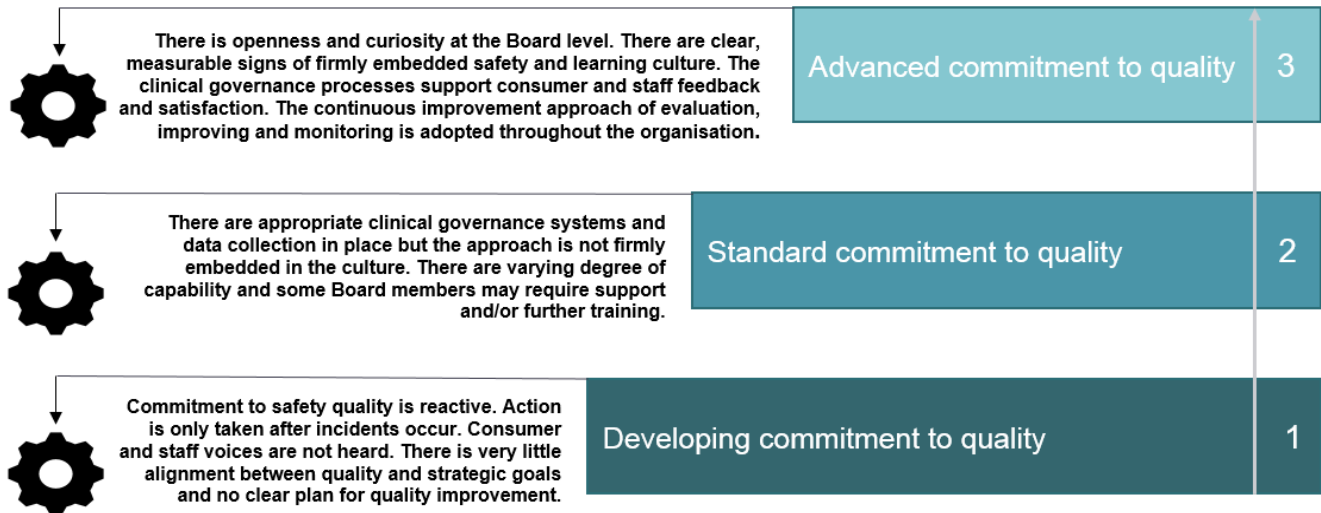 There is openness and curiosity at the Board level. There are clear,
measurable signs of firmly embedded safety and learning culture. The
clinical governance processes support consumer and staff feedback
and satisfaction. The continuous improvement approach of evaluation,
improving and monitoring is adopted throughout the organisation.
Advanced commitment to quality 3
There are appropriate clinical governance systems and
data collection in place but the approach is not firmly
embedded in the culture. There are varying degree of
capability and some Board members may require support
and/or further training.
Standard commitment to quality 2
Commitment to safety quality is reactive. Action
is only taken after incidents occur. Consumer
and staff voices are not heard. There is very little
alignment between quality and strategic goals
and no clear plan for quality improvement.
Developing commitment to quality 1